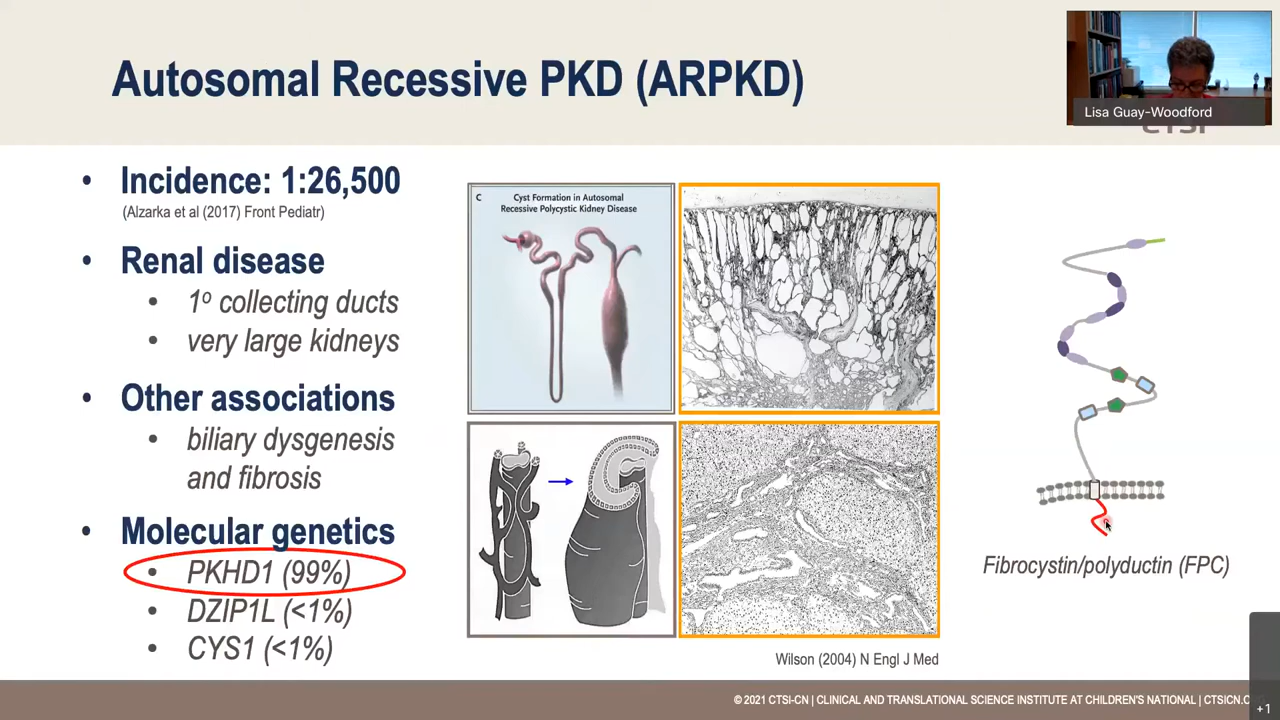 Autosomal Recessive PKD (ARPKD)
Lisa Guay-Woodford
CTSI
• Incidence: 1:26,500
(Alzarka et al (2017) Front Pediatr)
• Renal disease
• 1º collecting ducts
• very large kidneys
• Other associations
• biliary dysgenesis
and fibrosis
• Molecular genetics
• PKHD1 (99%)
• DZIP1L (<1%)
• CYS1 (<1%)
C Cyst Formation in Autosomal
Recessive Polycystic Kidney Disease
Wilson (2004) N Engl J Med
Fibrocystin/polyductin (FPC)
© 2021 CTSI-CN | CLINICAL AND TRANSLATIONAL SCIENCE INSTITUTE AT CHILDREN'S NATIONAL | CTSICN.O
+1